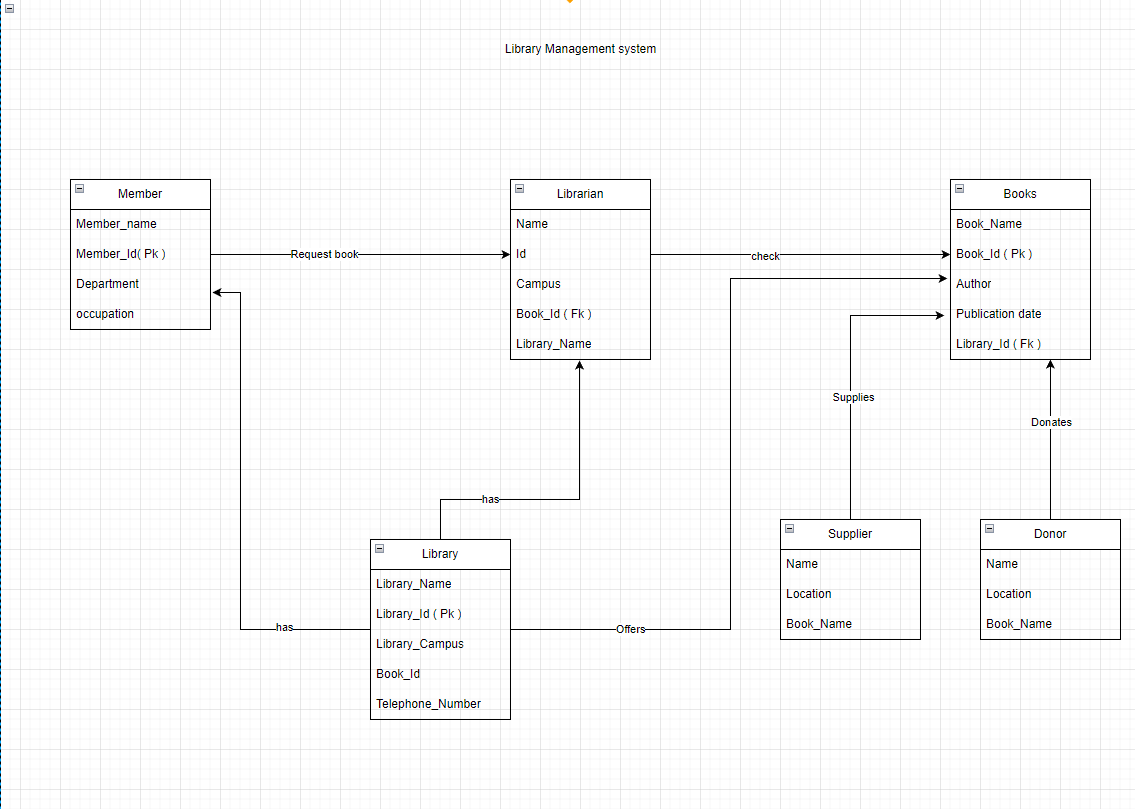 Library Management system
Member
Member_name
Member_Id( Pk )
Department
occupation
Request book
Librarian
Name
Id
Campus
Book_Id ( Fk )
Library_Name
check
Books
Book_Name
Book_Id ( Pk )
Author
Publication date
Library_Id ( Fk )
Supplies
Donates
has
Library
Library_Name
Library_Id ( Pk )
Library_Campus
Book_Id
Telephone_Number
has
Offers
Supplier
Name
Location
Book_Name
Donor
Name
Location
Book_Name